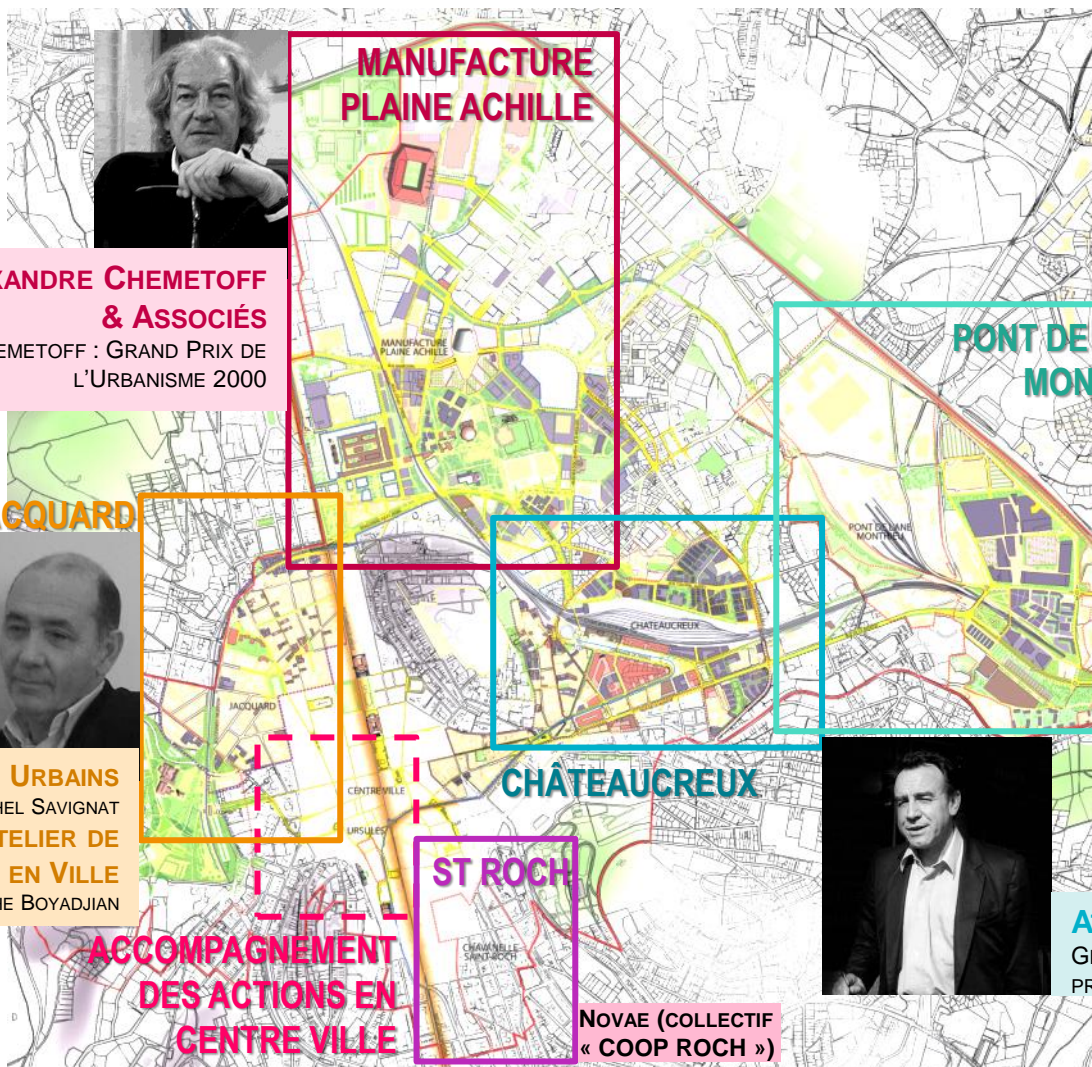 MANUFACTURE
PLAINE ACHILLE
XANDRE CHEMETOFF
& ASSOCIÉS
EMETOFF : GRAND PRIX DE
L'URBANISME 2000
MANUFACTURE
PLAINE ACHILLE
PONT DE
MON
PONT DE L'ANE
MONTHIEU
CQUARD
CHATEAUCREUX
JACQUARD
URBAINS
HEL SAVIGNAT
TELIER DE
EN VILLE
HE BOYADJIAN
CENTRE VILLE
URSULES
CHÂTEAUCREUX
ST ROCH
CHAVANELLE
SAINT-ROCH
ACCOMPAGNEMENT
DES ACTIONS EN
CENTRE VILLE
NOVAE (COLLECTIF
« COOP ROCH »)
A
G
PR